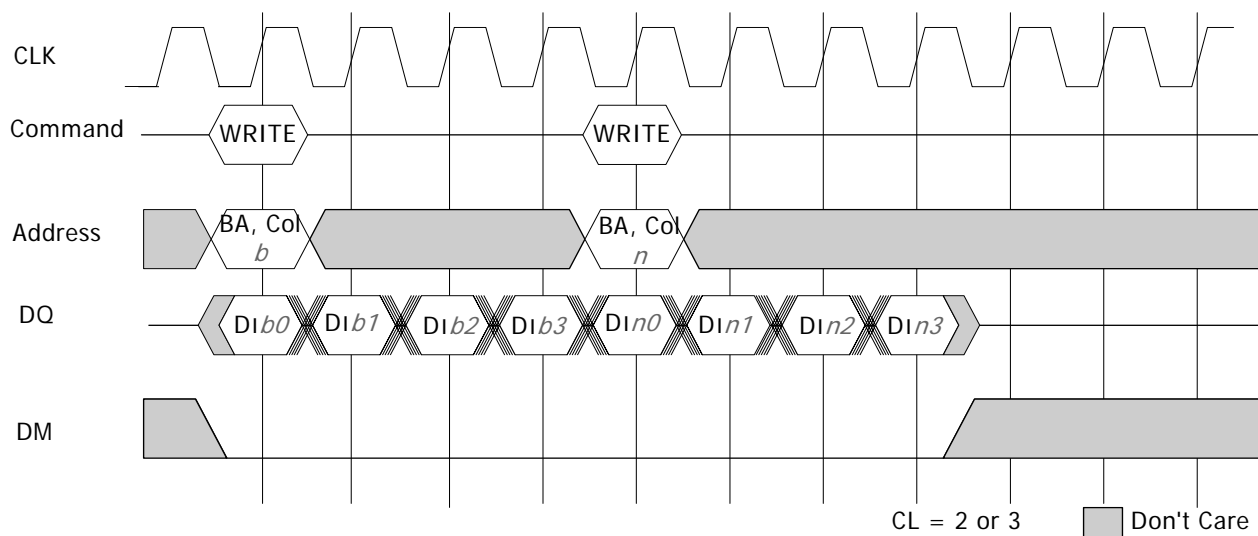 CLK
Command WRITE WRITE
Address BA, Col BA, Col
b n
DQ DIb0 DIb1 DIb2 DIb3 DIn0 DIn1 DIn2 DIn3
DM
CL = 2 or 3 Don't Care